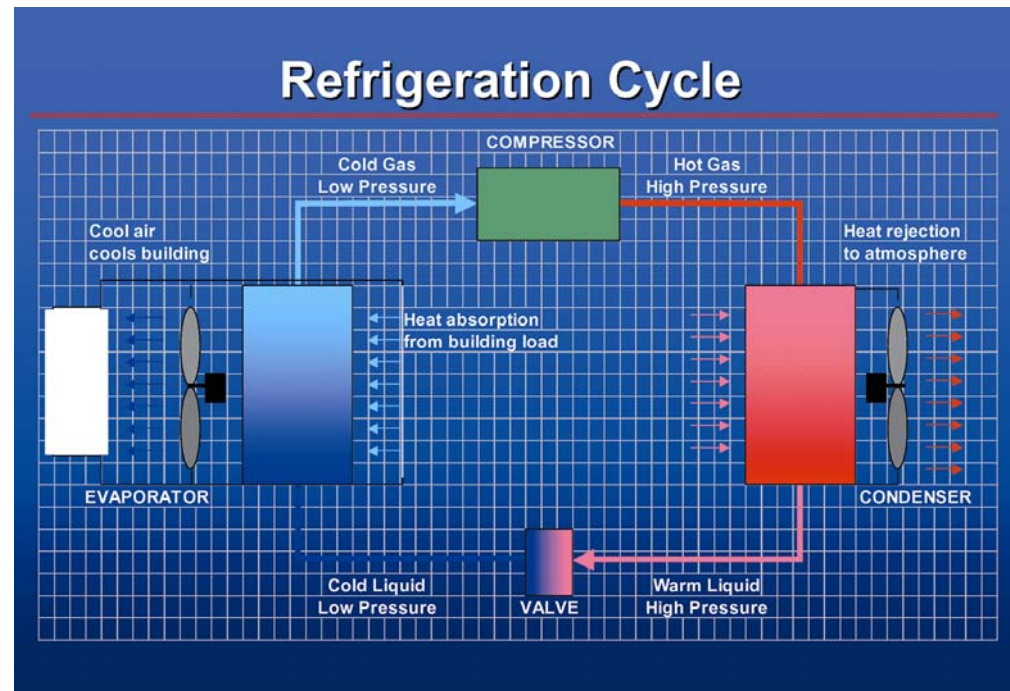 Refrigeration Cycle
COMPRESSOR
Cold Gas
Low Pressure
Hot Gas
High Pressure
Cool air
cools building
Heat rejection
to atmosphere
Heat absorption
from building load
EVAPORATOR
CONDENSER
Cold Liquid
Low Pressure
VALVE
Warm Liquid
High Pressure